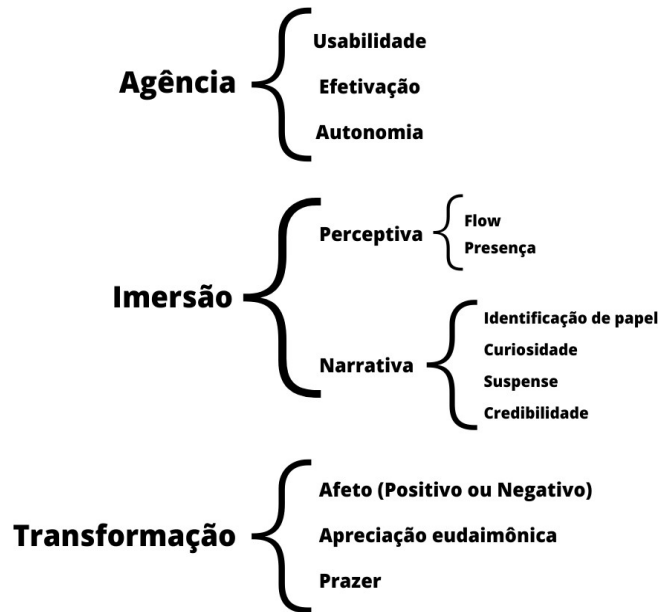 Agência
Usabilidade
Efetivação
Autonomia
Imersão
Perceptiva
Flow
Presença
Narrativa
Identificação de papel
Curiosidade
Suspense
Credibilidade
Transformação
Afeto (Positivo ou Negativo)
Apreciação eudaimônica
Prazer